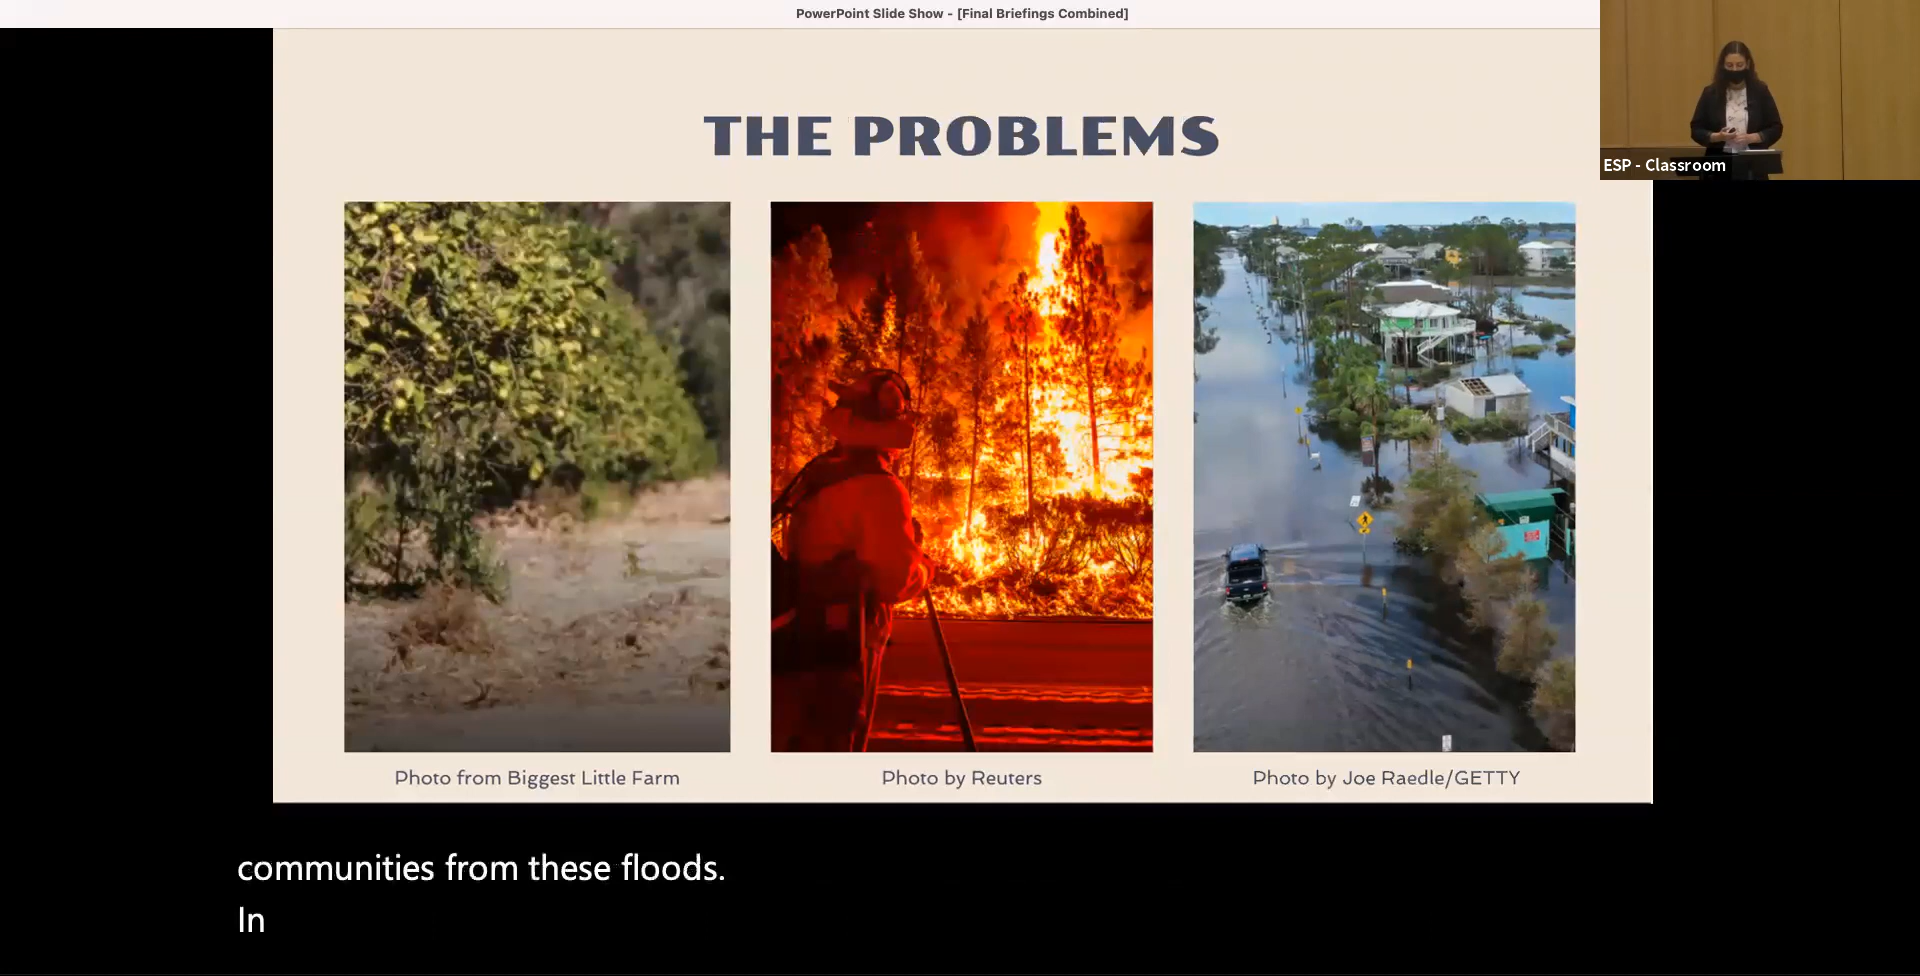 PowerPoint Slide Show - [Final Briefings Combined]
ESP - Classroom
THE PROBLEMS
Photo from Biggest Little Farm
Photo by Reuters
Photo by Joe Raedle/GETTY
communities from these floods.
In